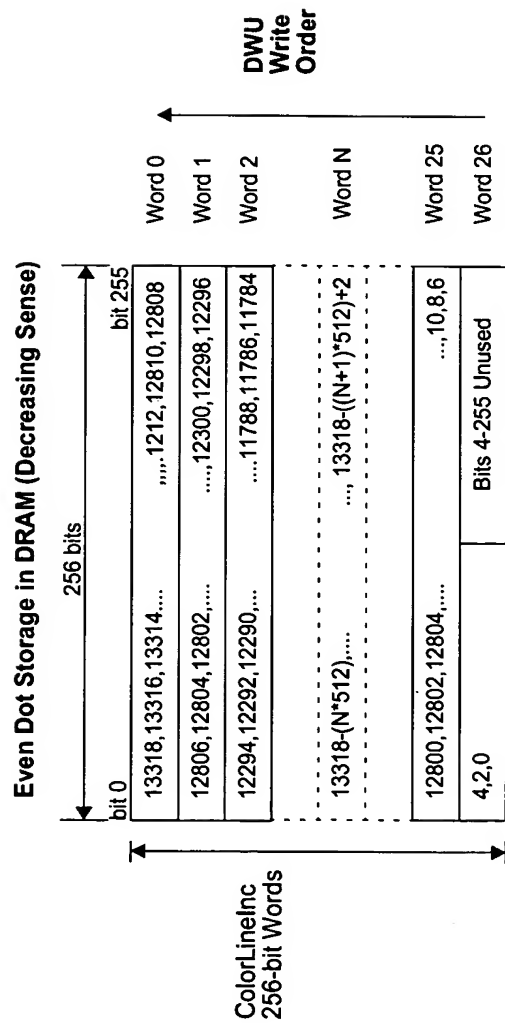 Even Dot Storage in DRAM (Decreasing Sense)
256 bits
bit 0 bit 255
13318,13316,13314.... ,,,,.1212,12810,12808 Word 0
12806,12804,12802,.... ....,12300,12298,12296 Word 1
12294,12292,12290,... ....11788,11786,11784 Word 2
13318-(N*512),.... ..., 13318-((N+1)*512)+2 Word N
12800,12802,12804,.... ...,10,8,6 Word 25
4,2,0 Bits 4-255 Unused Word 26
ColorLineInc
256-bit Words
DWU
Write
Order